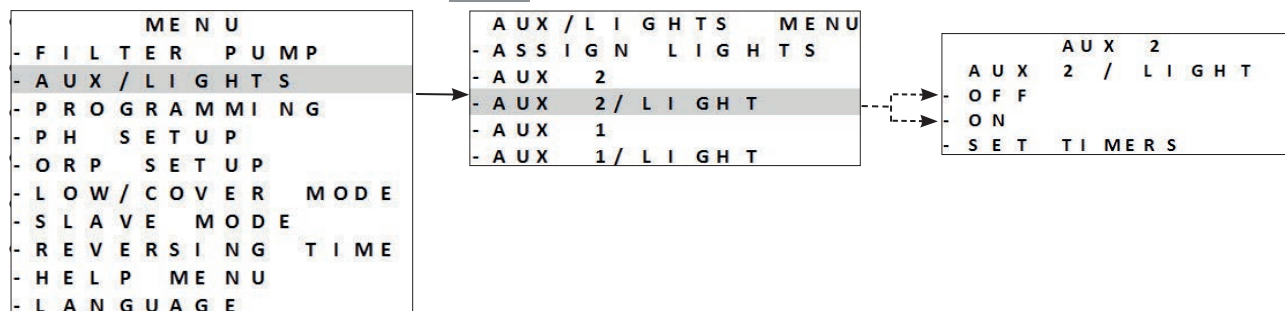 MENU
- FILTER PUMP
- AUX/LIGHTS
- PROGRAMMING
- PH SETUP
- ORP SETUP
- LOW/COVER MODE
- SLAVE MODE
- REVERSING TIME
- HELP MENU
- LANGUAGE
AUX/LIGHTS MENU
- ASSIGN LIGHTS
- AUX 2
- AUX 2/LIGHT
- AUX 1
- AUX 1/LIGHT
AUX 2
AUX 2 / LIGHT
- OFF
- ON
- SET TIMERS